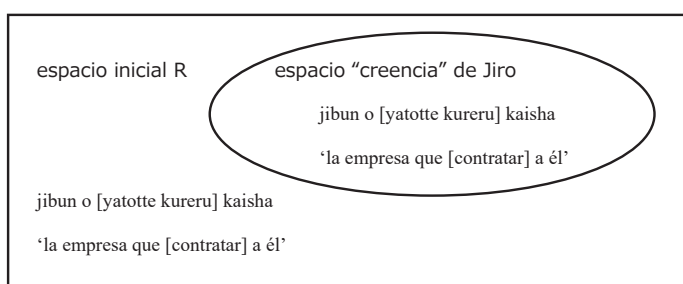 espacio inicial R
espacio “creencia” de Jiro
jibun o [yatotte kureru] kaisha
‘la empresa que [contratar] a él’
jibun o [yatotte kureru] kaisha
‘la empresa que [contratar] a él’